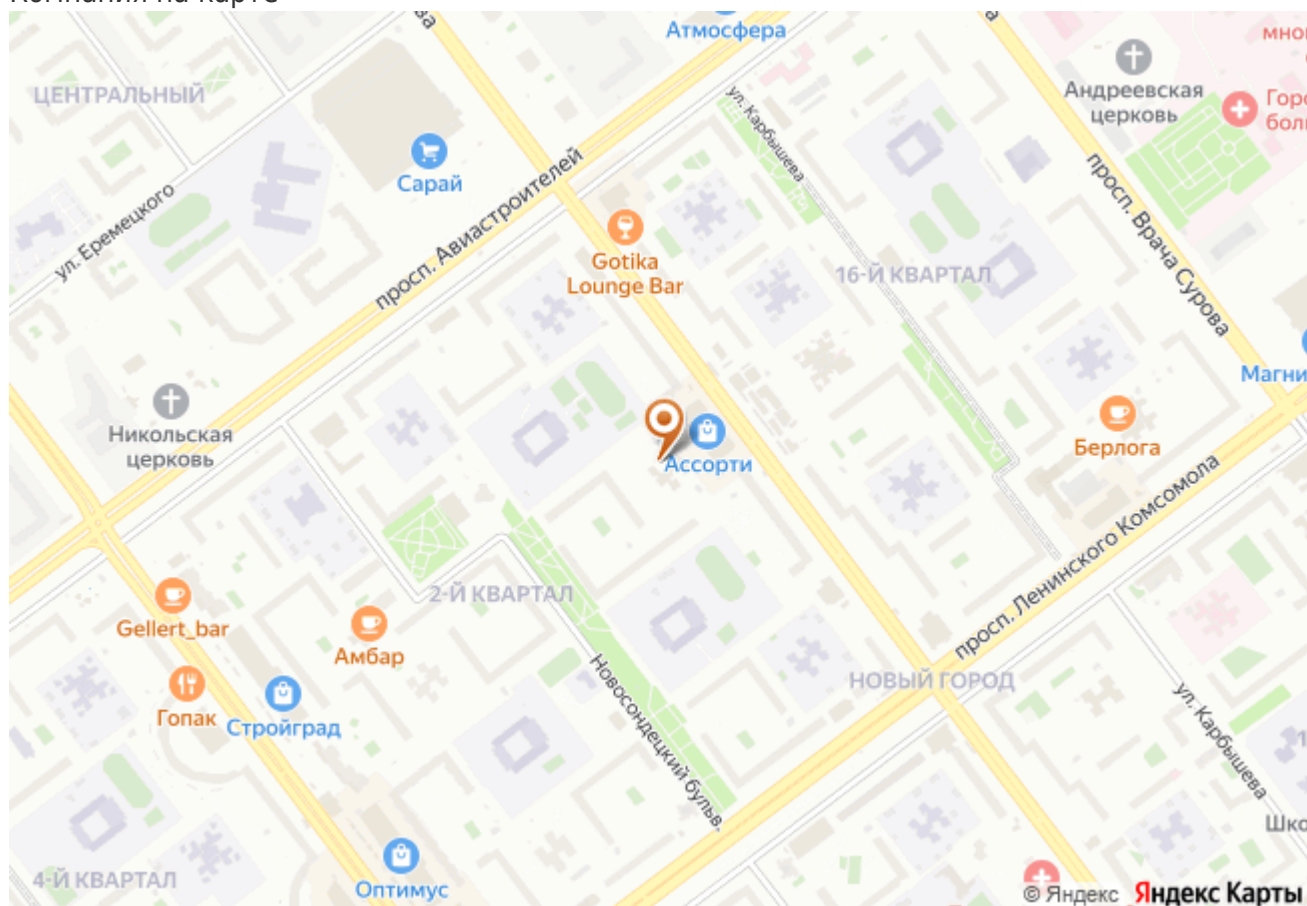 Атмосфера
ЦЕНТРАЛЬНЫЙ
Андреевская
церковь
ул. Карбышева
Сарай
просп. Авиастроителей
ул. Еремецкого
просп. Врача Сурова
Gotika
Lounge Bar
16-Й КВАРТАЛ
Никольская
церковь
Ассорти
Берлога
просп. Ленинского Комсомола
2-Й КВАРТАЛ
Gellert_bar
Амбар
Гопак
Стройград
Новосондецкий бульв.
НОВЫЙ ГОРОД
ул. Карбышева
4-Й КВАРТАЛ
Оптимус
© Яндекс Яндекс Карты